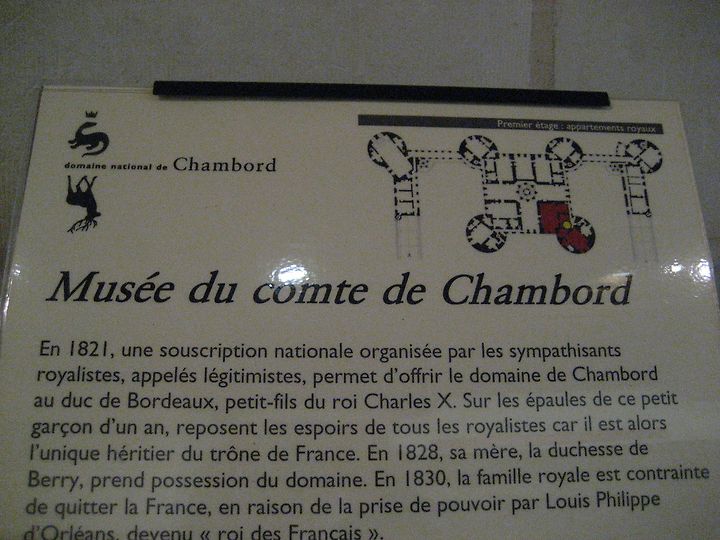 Premier étage : appartements royaux
domaine national de Chambord
Musée du comte de Chambord
En 1821, une souscription nationale organisée par les sympathisants
royalistes, appelés légitimistes, permet d'offrir le domaine de Chambord
au duc de Bordeaux, petit-fils du roi Charles X. Sur les épaules de ce petit
garçon d'un an, reposent les espoirs de tous les royalistes car il est alors
l'unique héritier du trône de France. En 1828, sa mère, la duchesse de
Berry, prend possession du domaine. En 1830, la famille royale est contrainte
de quitter la France, en raison de la prise de pouvoir par Louis Philippe
d'Orléans, devenu « roi des Français ».